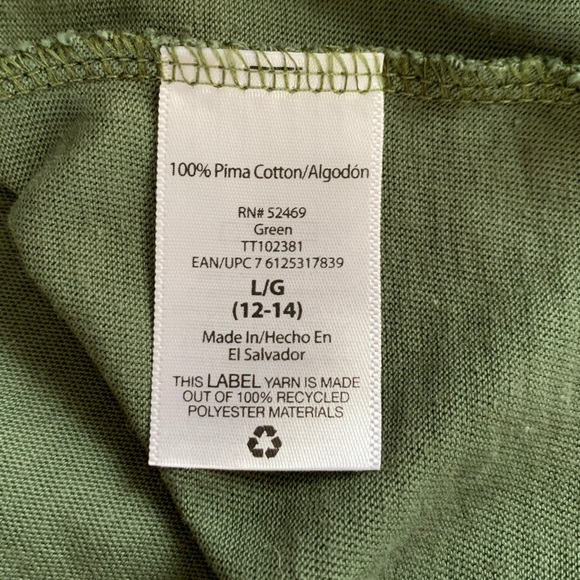 100% Pima Cotton/Algodón
RN# 52469
Green
TT102381
EAN/UPC 7 6125317839
L/G
(12-14)
Made In/Hecho En
El Salvador
THIS LABEL YARN IS MADE
OUT OF 100% RECYCLED
POLYESTER MATERIALS